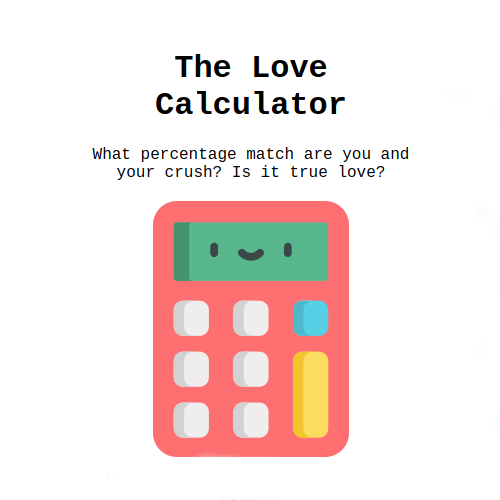 The Love
Calculator
What percentage match are you and
your crush? Is it true love?